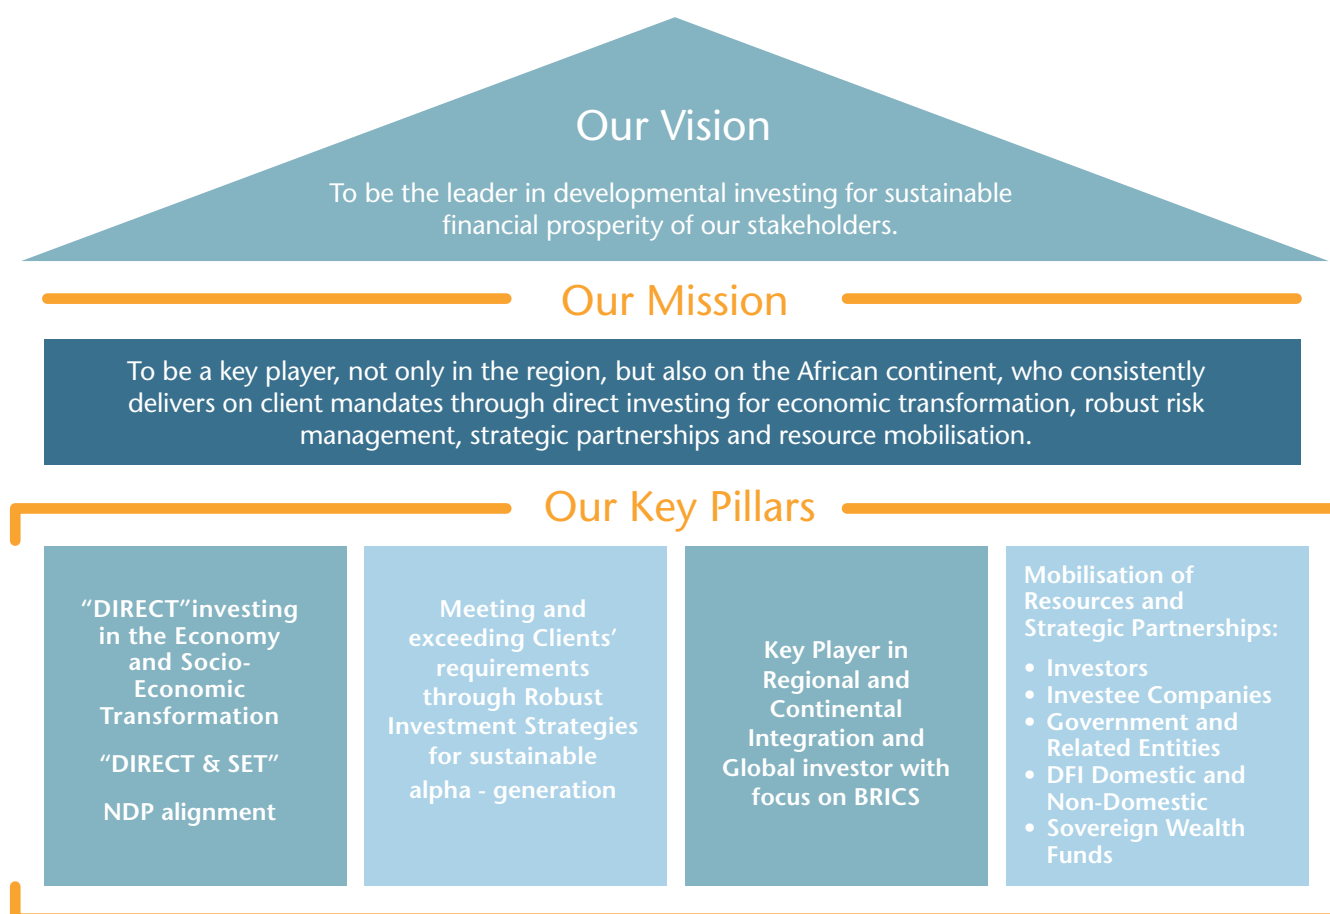 Our Vision
To be the leader in developmental investing for sustainable
financial prosperity of our stakeholders.
Our Mission
To be a key player, not only in the region, but also on the African continent, who consistently
delivers on client mandates through direct investing for economic transformation, robust risk
management, strategic partnerships and resource mobilisation.
Our Key Pillars
“DIRECT”investing
in the Economy
and Socio-
Economic
Transformation
“DIRECT & SET”
NDP alignment
Meeting and
exceeding Clients’
requirements
through Robust
Investment Strategies
for sustainable
alpha - generation
Key Player in
Regional and
Continental
Integration and
Global investor with
focus on BRICS
Mobilisation of
Resources and
Strategic Partnerships:
• Investors
• Investee Companies
• Government and
Related Entities
• DFI Domestic and
Non-Domestic
• Sovereign Wealth
Funds